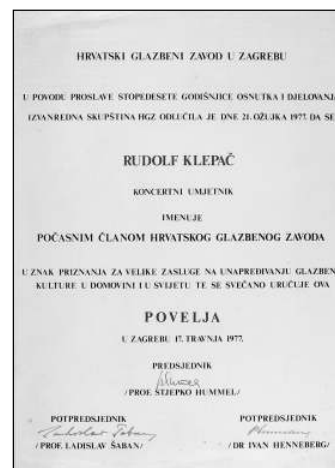 HRVATSKI GLAZBENI ZAVOD U ZAGREBU
U POVODU PROSLAVE STOPEDESETE GODIŠNJICE OSNUTKA I DJELOVANJA
IZVANREDNA SKUPŠTINA HGZ ODLUČILA JE DNE 21. OŽUJKA 1977. DA SE
RUDOLF KLEPAČ
KONCERTNI UMJETNIK
IMENUJE
POČASNIM ČLANOM HRVATSKOG GLAZBENOG ZAVODA
U ZNAK PRIZNANJA ZA VELIKE ZASLUGE NA UNAPREĐIVANJU GLAZBEN
KULTURE U DOMOVINI I U SVIJETU TE SE SVEČANO URUČUJE OVA
POVELJA
U ZAGREBU 17. TRAVNJA 1977.
PREDSJEDNIK
/PROF. STJEPKO HUMMEL/
POTPREDSJEDNIK POTPREDSJEDNIK
/PROF. LADISLAV ŠABAN/ /DR IVAN HENNEBERG/